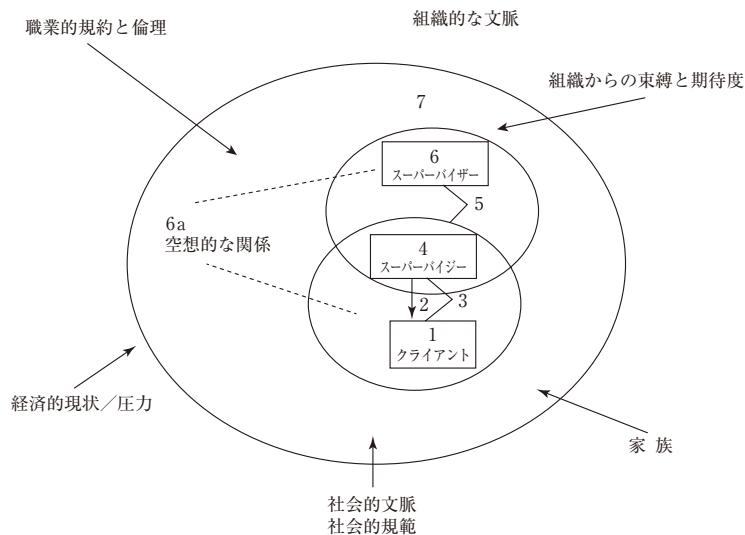 組織的な文脈
職業的規約と倫理
組織からの束縛と期待度
7
6
スーパーバイザー
5
6a
空想的な関係
4
スーパーバイジー
2
3
1
クライアント
経済的現状／圧力
家 族
社会的文脈
社会的規範